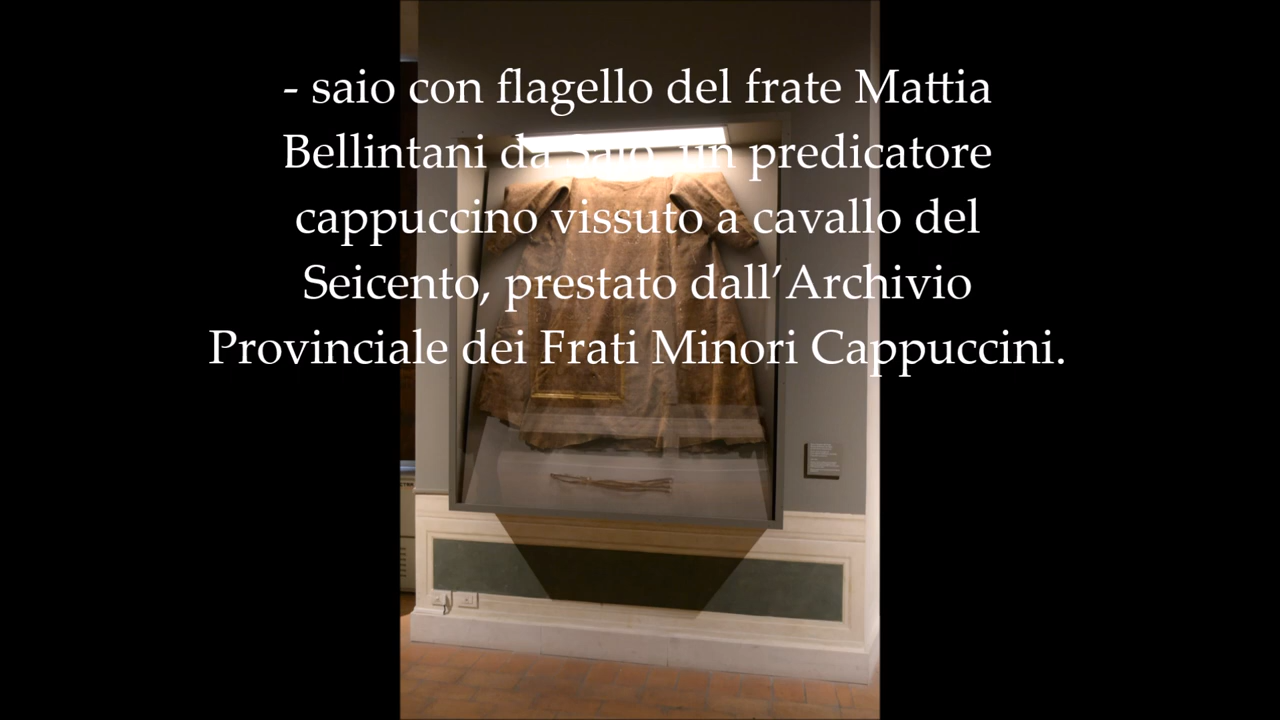 - saio con flagello del frate Mattia
Bellintani da Salò, un predicatore
cappuccino vissuto a cavallo del
Seicento, prestato dall’Archivio
Provinciale dei Frati Minori Cappuccini.